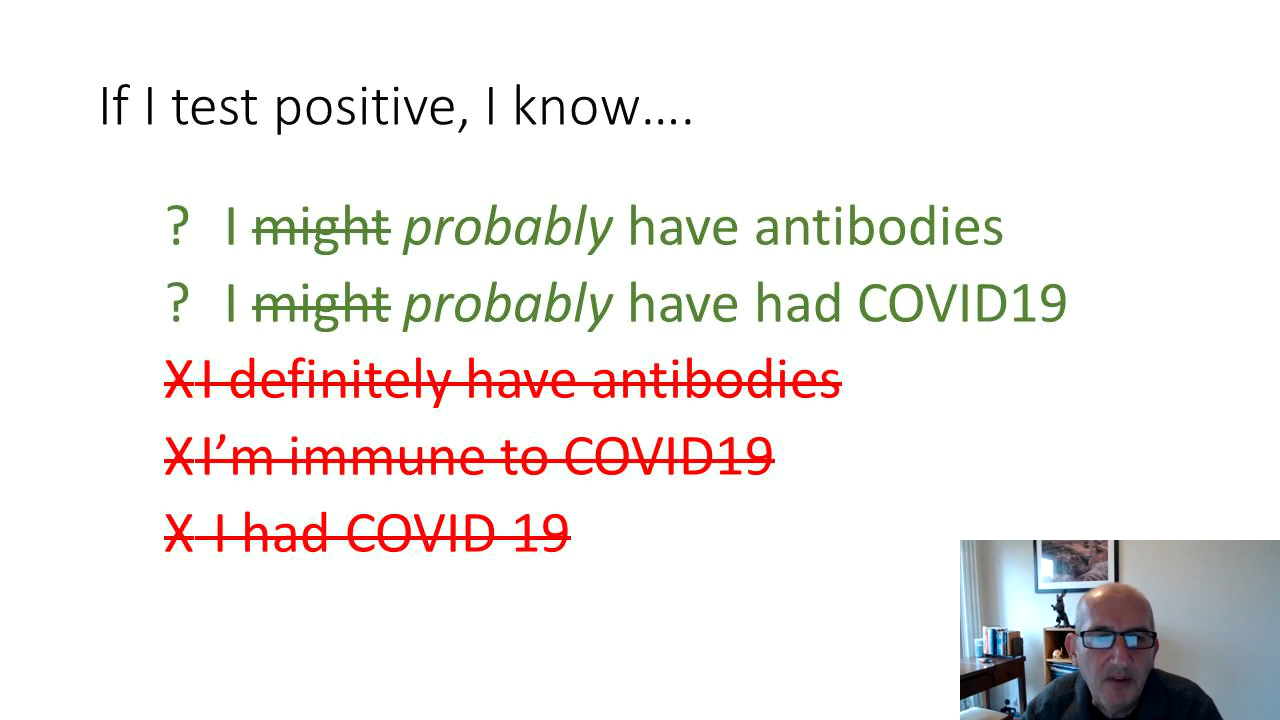 If I test positive, I know....
? I might probably have antibodies
? I might probably have had COVID19
X I definitely have antibodies
X I'm immune to COVID19
X I had COVID 19